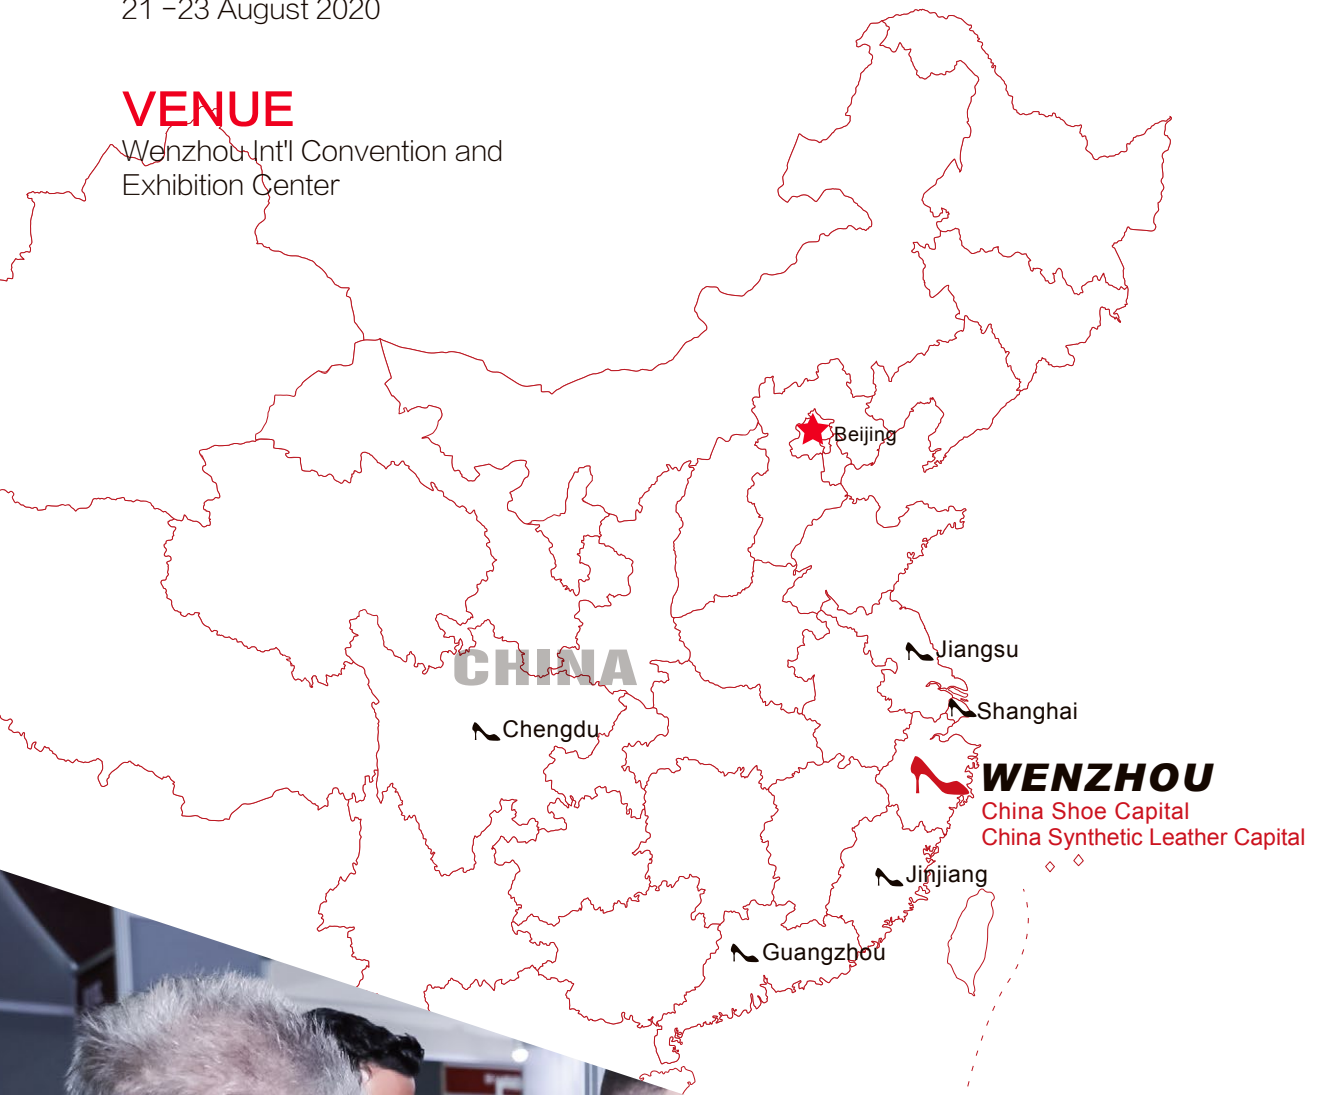 21 –23 August 2020
VENUE
Wenzhou Int'l Convention and
Exhibition Center
Beijing
CHINA
Jiangsu
Shanghai
Chengdu
WENZHOU
China Shoe Capital
China Synthetic Leather Capital
Jinjiang
Guangzhou